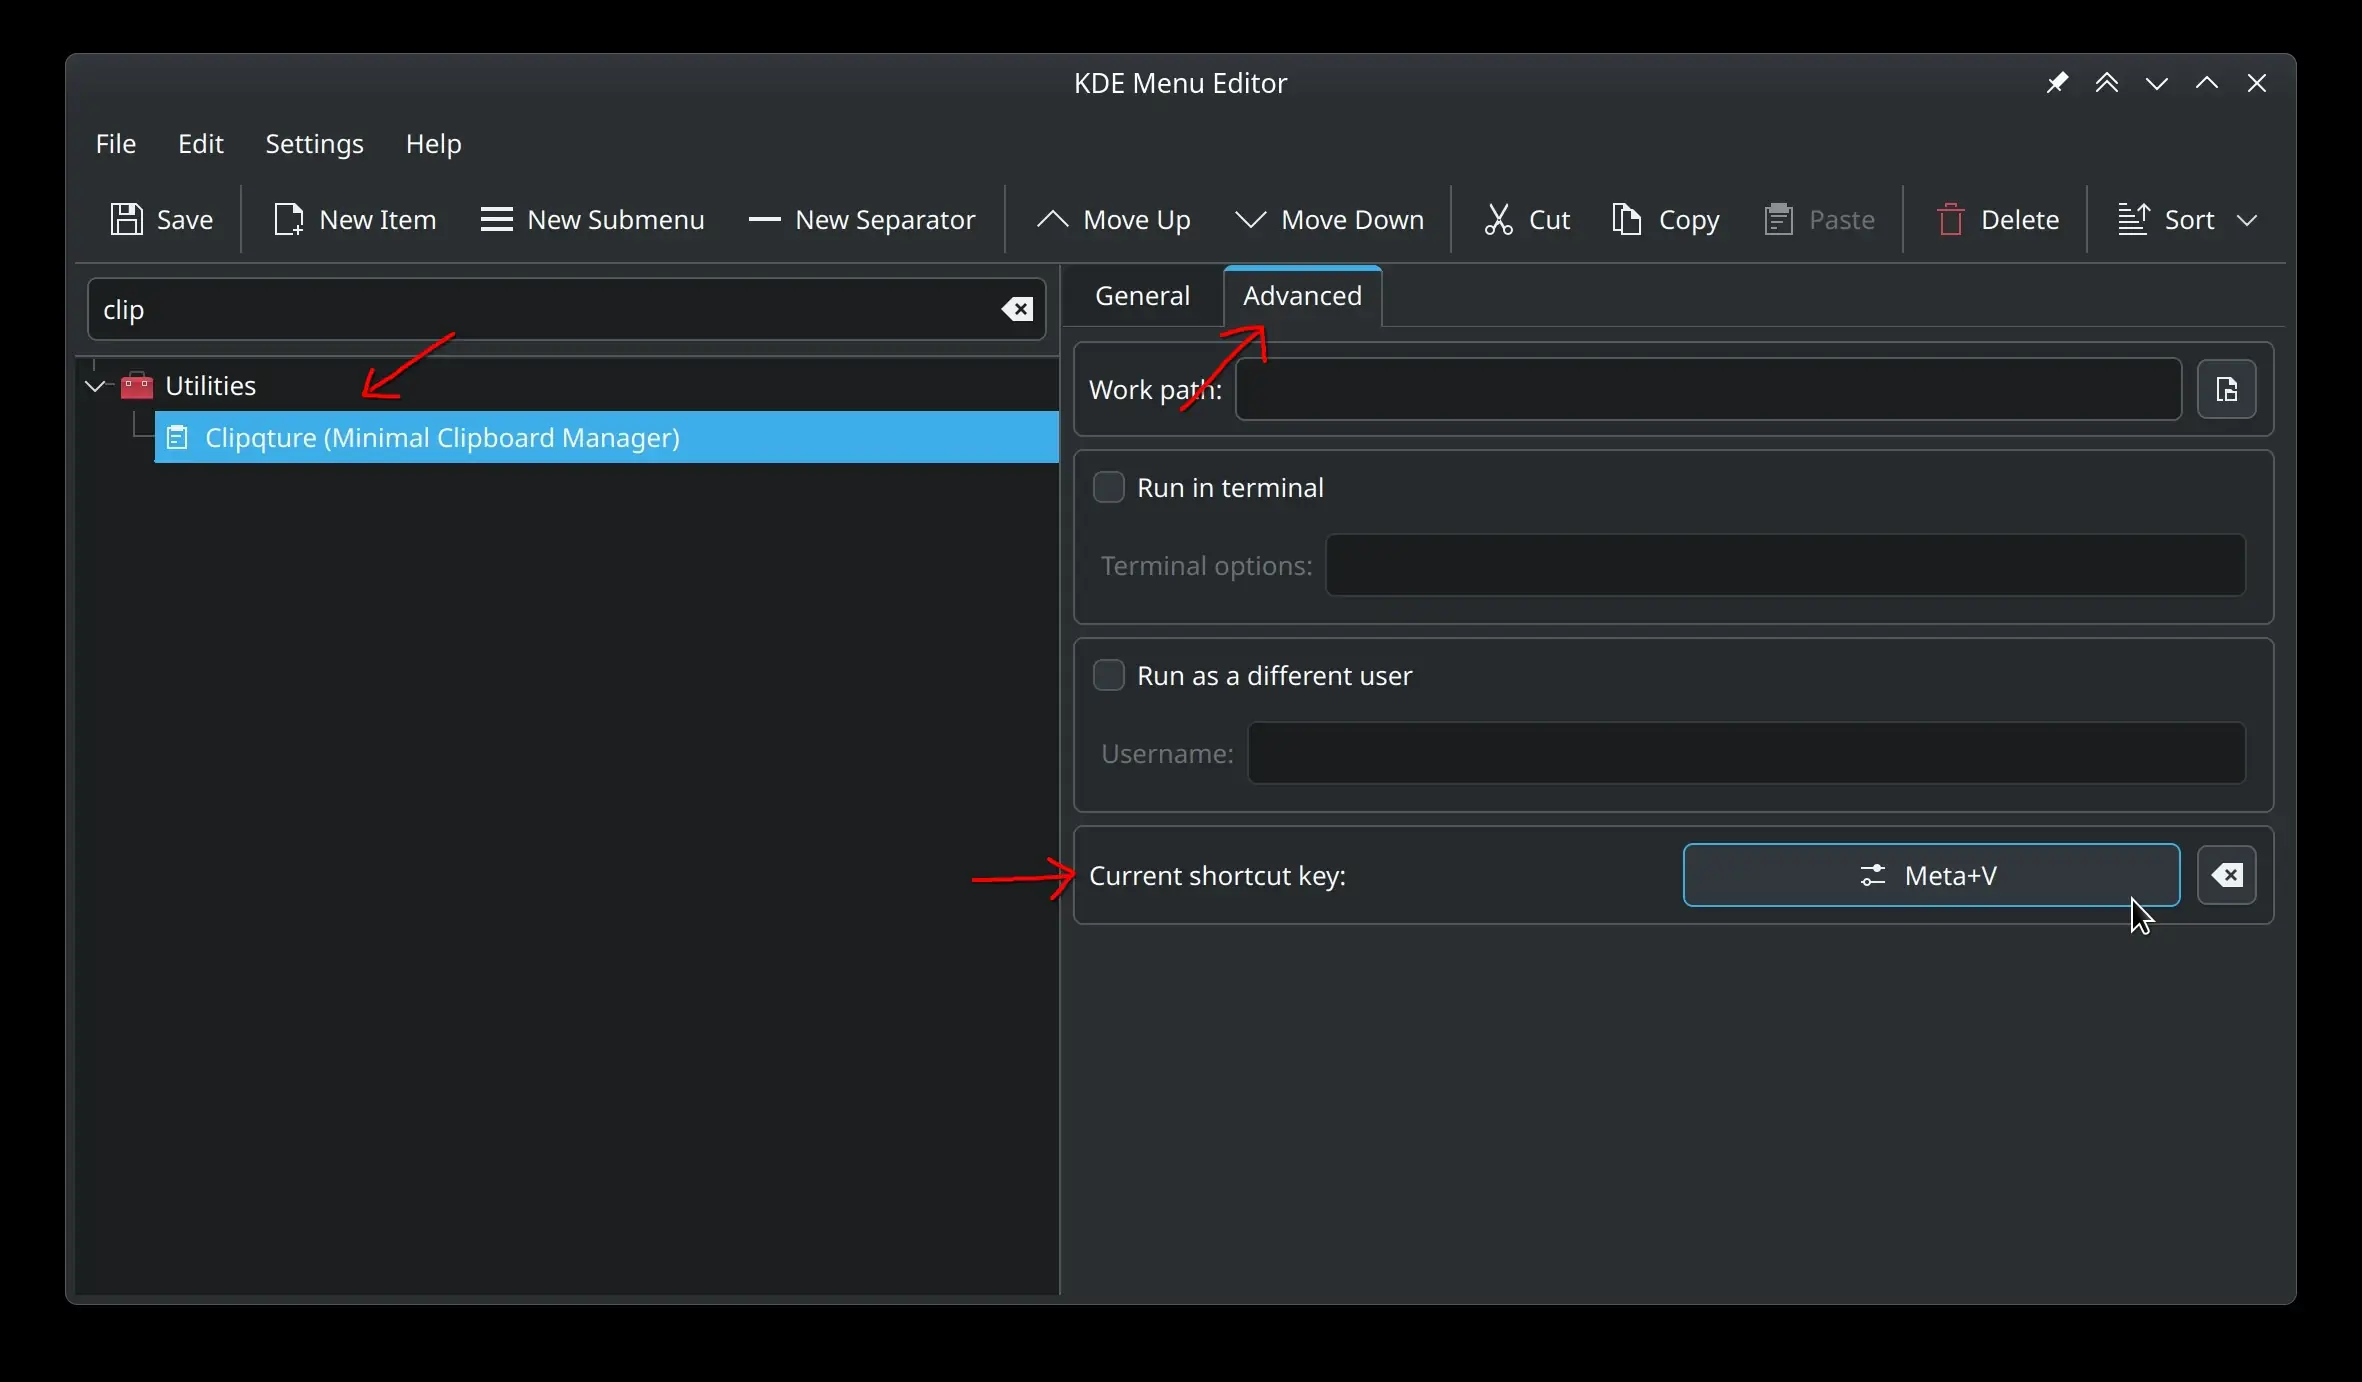 KDE Menu Editor
File Edit Settings Help
Save New Item New Submenu New Separator Move Up Move Down Cut Copy Paste Delete Sort
clip
Utilities
Clipqture (Minimal Clipboard Manager)
General Advanced
Work path:
Run in terminal
Terminal options:
Run as a different user
Username:
Current shortcut key: Meta+V